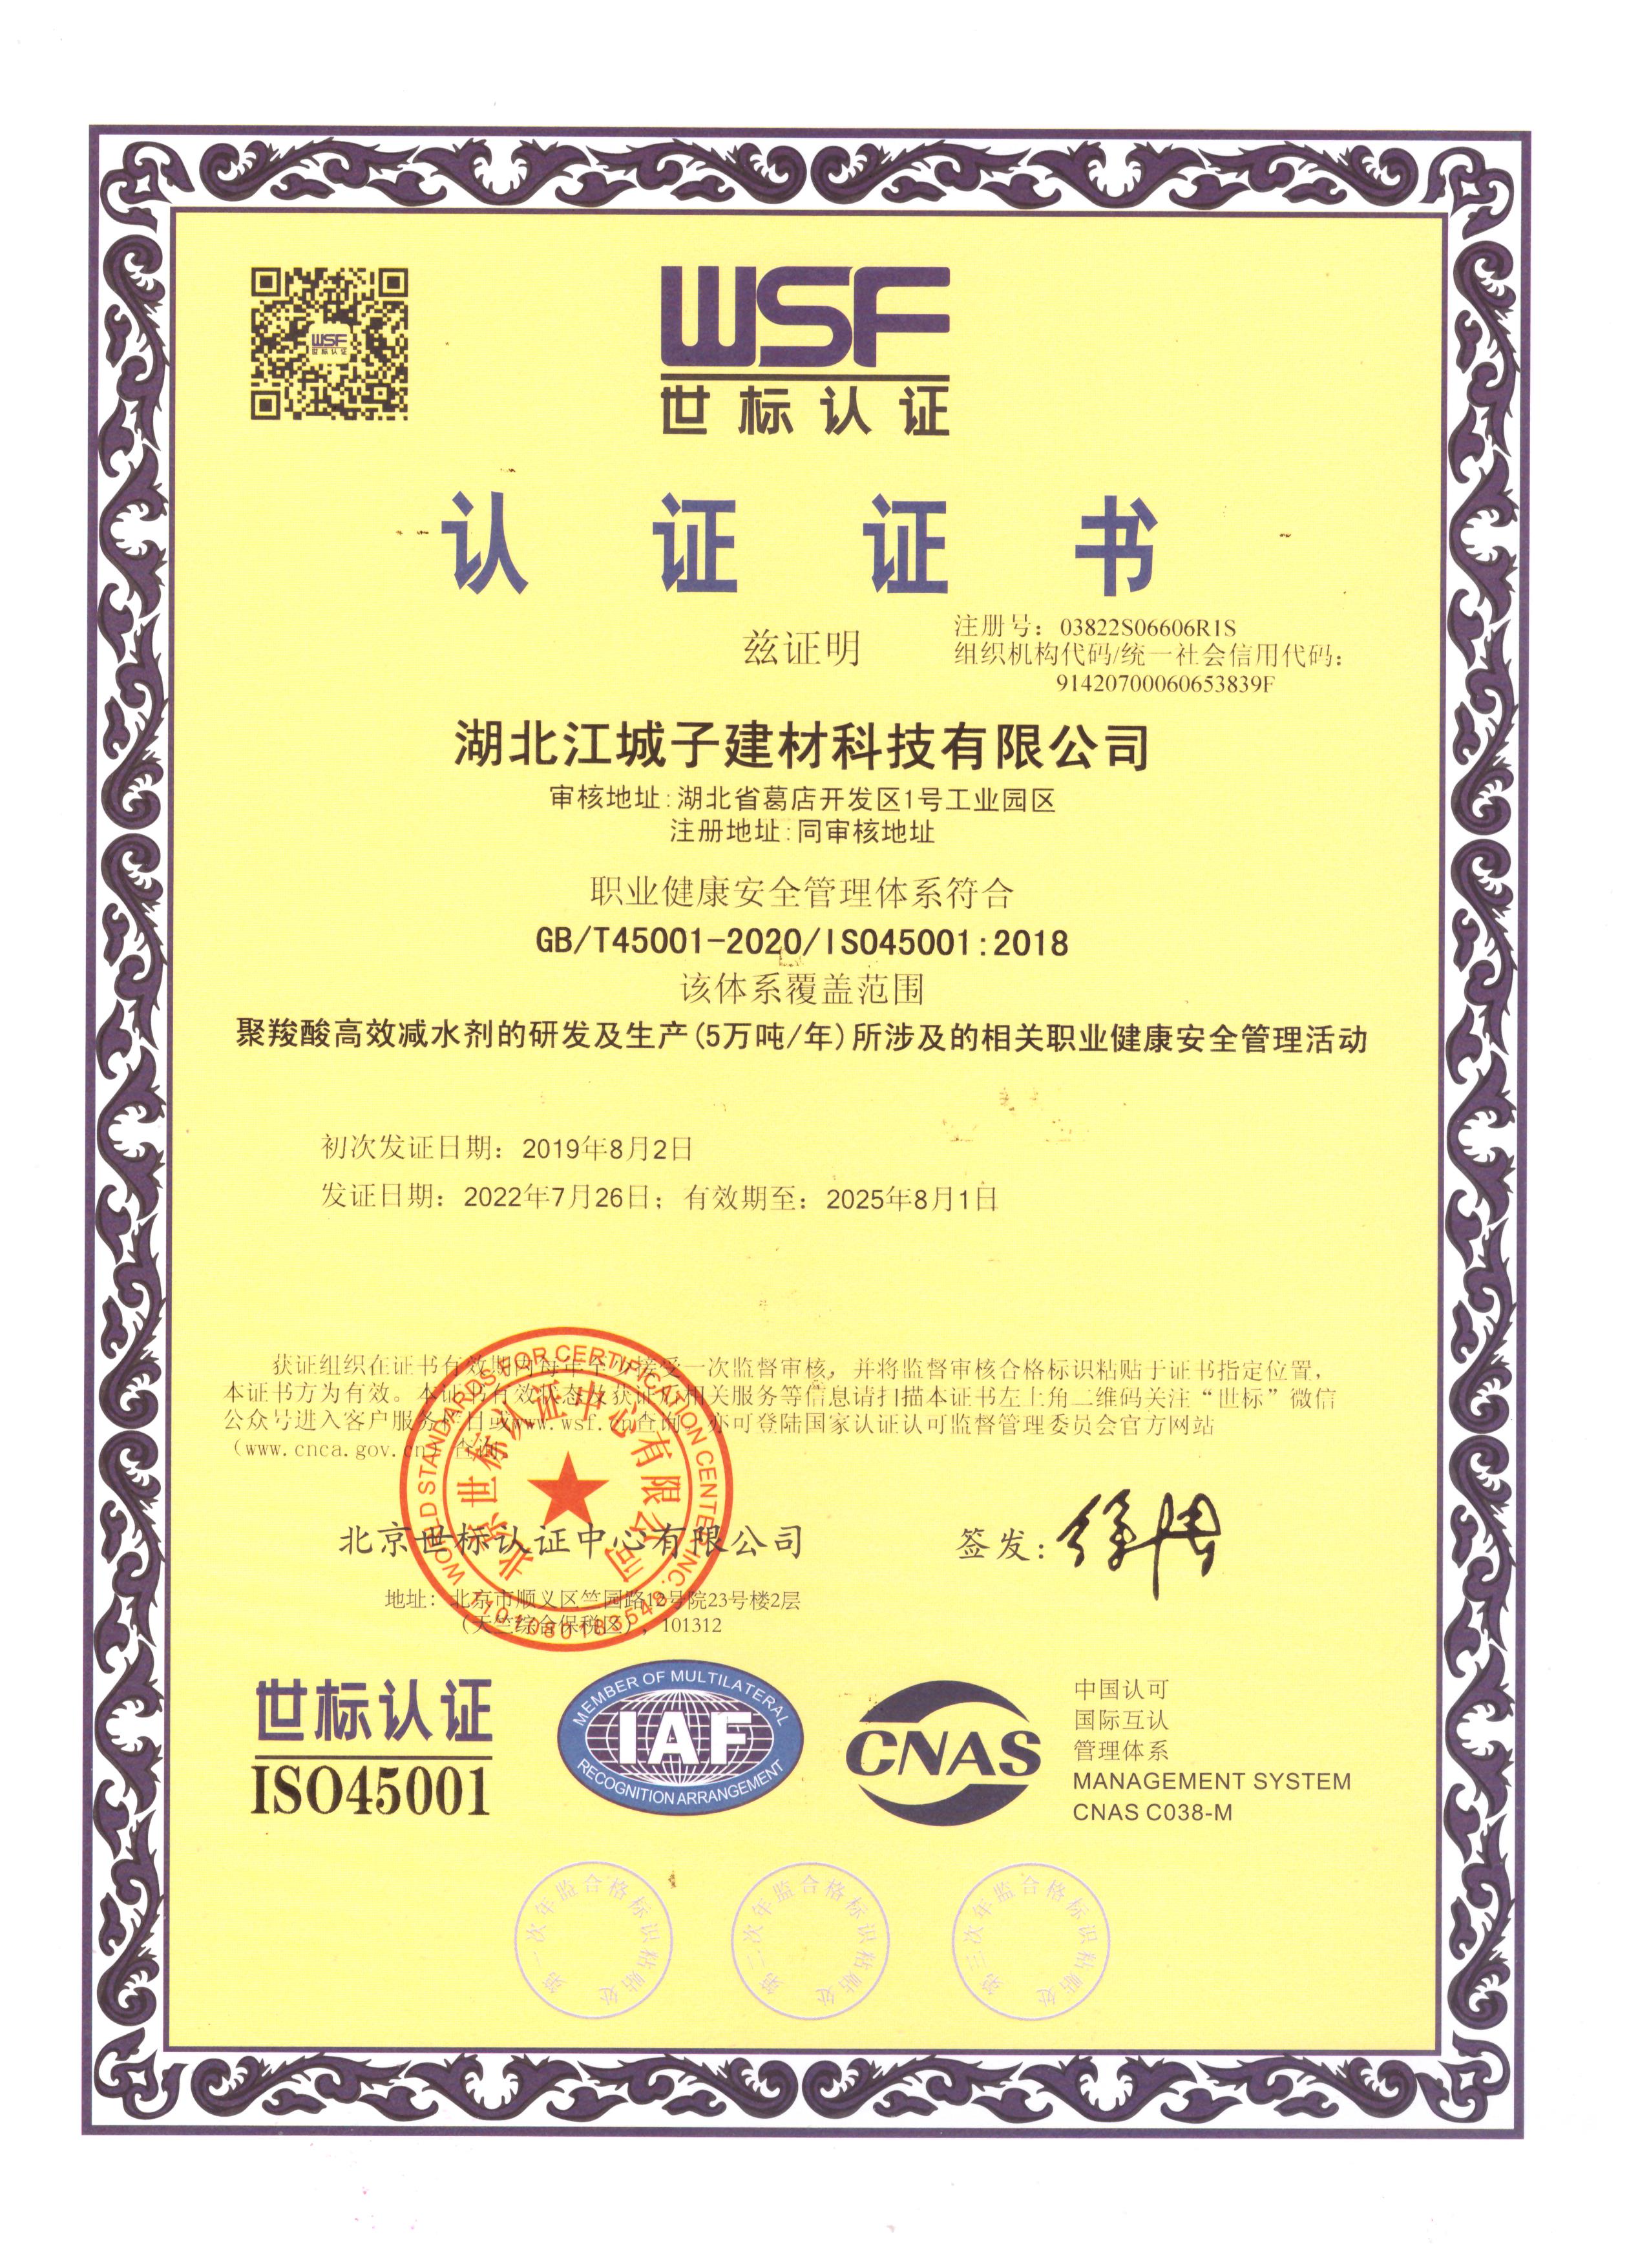 WSF
世标认证
WSF
世标认证
认证证书
兹证明
注册号：03822S06606R1S
组织机构代码/统一社会信用代码：
91420700060653839F
湖北江城子建材科技有限公司
审核地址:湖北省葛店开发区1号工业园区
注册地址:同审核地址
职业健康安全管理体系符合
GB/T45001-2020/ISO45001:2018
该体系覆盖范围
聚羧酸高效减水剂的研发及生产(5万吨/年)所涉及的相关职业健康安全管理活动
初次发证日期：2019年8月2日
发证日期：2022年7月26日；有效期至：2025年8月1日
获证组织在证书有效期内每年至少接受一次监督审核，并将监督审核合格标识粘贴于证书指定位置，
本证书方为有效。本证书有效状态及获证后相关服务等信息请扫描本证书左上角二维码关注“世标”微信
公众号进入客户服务栏目或www.wsf.cn查询。亦可登陆国家认证认可监督管理委员会官方网站
（www.cnca.gov.cn）查询
WORLD STANDARDS FOR CERTIFICATION CENTER INC.
北京世标认证中心有限公司
北京世标认证中心有限公司
签发:
地址：北京市顺义区竺园路12号院23号楼2层
（天竺综合保税区），101312
世标认证
ISO45001
MEMBER OF MULTILATERAL
IAF
RECOGNITION ARRANGEMENT
CNAS
中国认可
国际互认
管理体系
MANAGEMENT SYSTEM
CNAS C038-M
第一次年监合格标识粘贴处
第二次年监合格标识粘贴处
第三次年监合格标识粘贴处